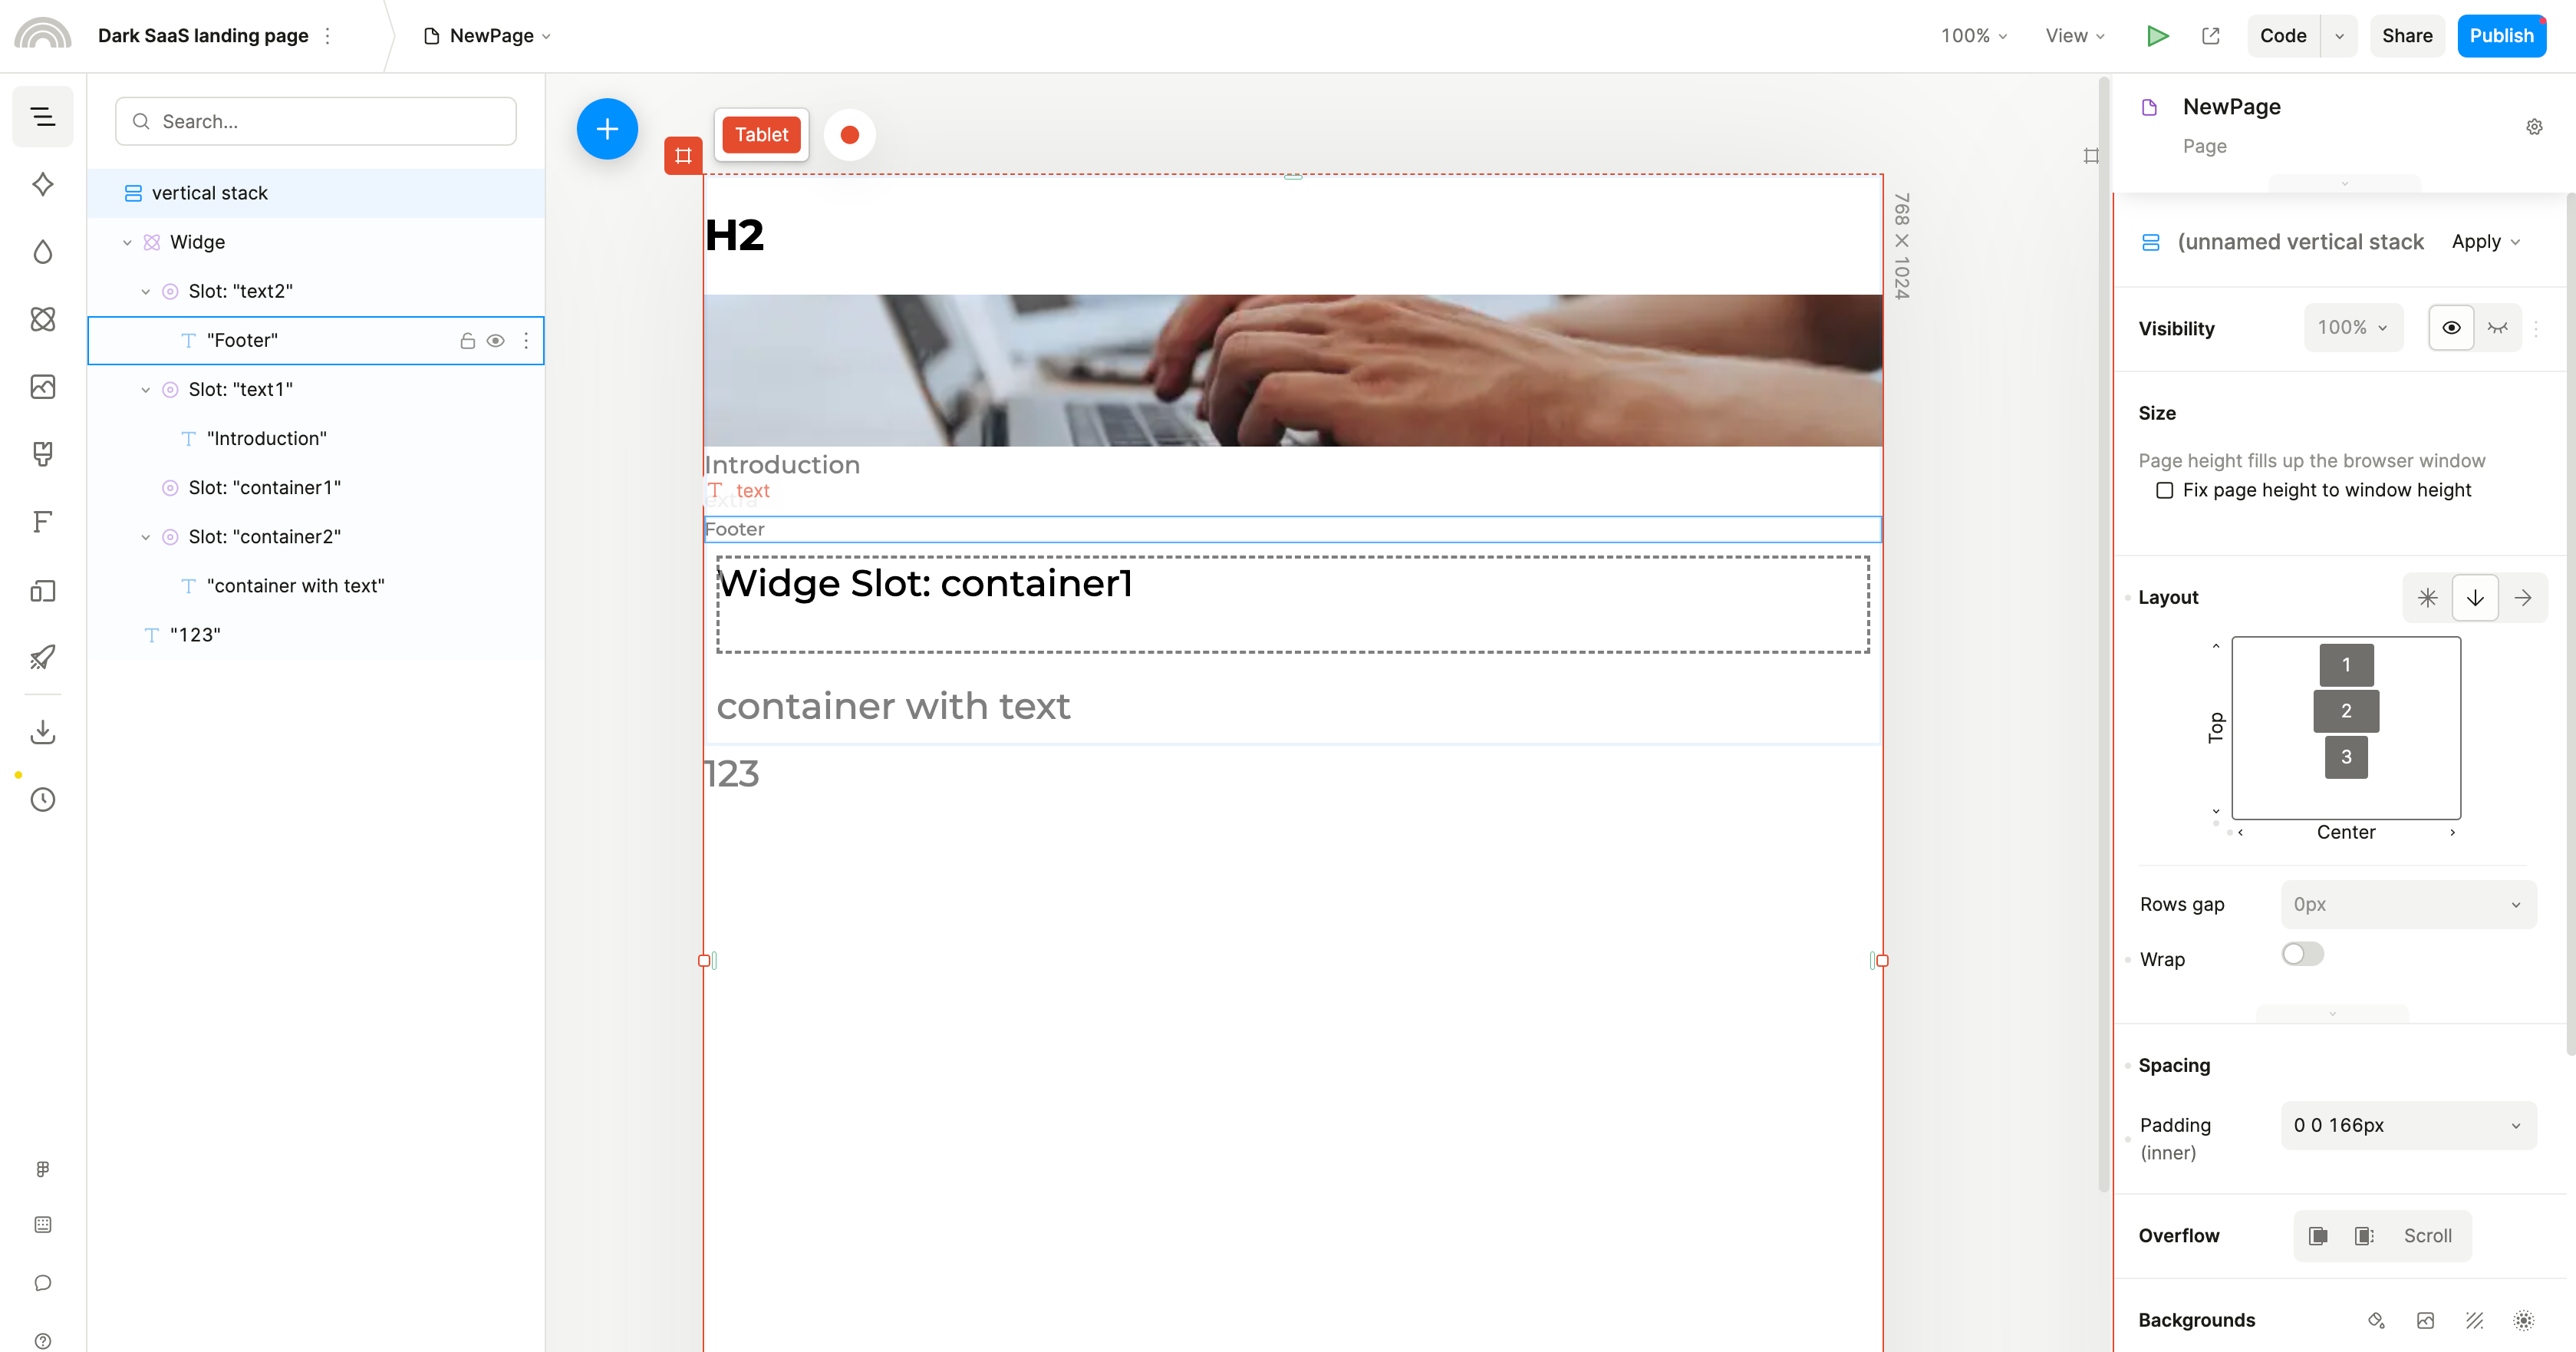 Dark SaaS landing page
NewPage
100%
View
Code
Share
Publish
Search...
vertical stack
Widge
Slot: "text2"
"Footer"
Slot: "text1"
"Introduction"
Slot: "container1"
Slot: "container2"
"container with text"
"123"
Tablet
768 × 1024
H2
Introduction
text
extra
Footer
Widge Slot: container1
container with text
123
NewPage
Page
(unnamed vertical stack
Apply
Visibility
100%
Size
Page height fills up the browser window
Fix page height to window height
Layout
1
2
3
Top
Center
Rows gap
0px
Wrap
Spacing
Padding
(inner)
0 0 166px
Overflow
Scroll
Backgrounds